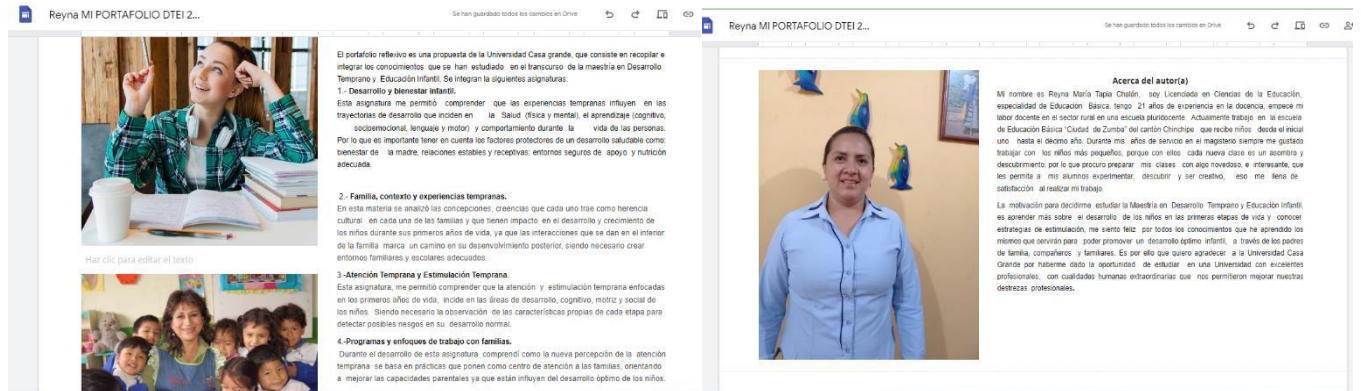 Reyna MI PORTAFOLIO DTEI 2...
Se han guardado todos los cambios en Drive
El portafolio reflexivo es una propuesta de la Universidad Casa grande, que consiste en recopilar e
integrar los conocimientos que se han estudiado en el transcurso de la maestría en Desarrollo
Temprano y Educación Infantil. Se integran la siguientes asignaturas:
1.- Desarrollo y bienestar infantil.
Esta asignatura me permitió comprender que las experiencias tempranas influyen en las
trayectorias de desarrollo que inciden en la Salud (física y mental), el aprendizaje (cognitivo,
socioemocional, lenguaje y motor) y comportamiento durante la vida de las personas.
Por lo que es importante tener en cuenta los factores protectores de un desarrollo saludable como:
bienestar de la madre, relaciones estables y receptivas; entornos seguros de apoyo y nutrición
adecuada.
2.- Familia, contexto y experiencias tempranas.
En esta materia se analizó las concepciones, creencias que cada uno trae como herencia
cultural en cada una de las familias y que tienen impacto en el desarrollo y crecimiento de
los niños durante sus primeros años de vida, ya que las interacciones que se dan en el interior
de la familia marca un camino en su desenvolvimiento posterior, siendo necesario crear
entornos familiares y escolares adecuados.
Haz clic para editar el texto
3.-Atención Temprana y Estimulación Temprana.
Esta asignatura, me permitió comprender que la atención y estimulación temprana enfocadas
en los primeros años de vida, incide en las áreas de desarrollo, cognitivo, motriz y social de
los niños. Siendo necesario la observación de las características propias de cada etapa para
detectar posibles riesgos en su desarrollo normal.
4.-Programas y enfoques de trabajo con familias.
Durante el desarrollo de esta asignatura comprendí como la nueva percepción de la atención
temprana se basa en prácticas que ponen como centro de atención a las familias, orientando
a mejorar las capacidades parentales ya que están influyen del desarrollo óptimo de los niños.
Reyna MI PORTAFOLIO DTEI 2...
Se han guardado todos los cambios en Drive
Acerca del autor(a)
Mi nombre es Reyna María Tapia Chalán, soy Licenciada en Ciencias de la Educación,
especialidad de Educación Básica, tengo 21 años de experiencia en la docencia, empecé mi
labor docente en el sector rural en una escuela pluridocente. Actualmente trabajo en la escuela
de Educación Básica "Ciudad de Zumba" del cantón Chinchipe que recibe niños desde el inicial
uno hasta el décimo año. Durante mis años de servicio en el magisterio siempre me gustado
trabajar con los niños más pequeños, porque con ellos cada nueva clase es un asombro y
descubrimiento, por lo que procuro preparar mis clases con algo novedoso, e interesante, que
les permita a mis alumnos experimentar, descubrir y ser creativo, eso me llena de
satisfacción al realizar mi trabajo.
La motivación para decidirme estudiar la Maestría en Desarrollo Temprano y Educación Infantil,
es aprender más sobre el desarrollo de los niños en las primeras etapas de vida y conocer
estrategias de estimulación, me siento feliz por todos los conocimientos que he aprendido los
mismos que servirán para poder promover un desarrollo óptimo infantil, a través de los padres
de familia, compañeros y familiares. Es por ello que quiero agradecer a la Universidad Casa
Grande por haberme dado la oportunidad de estudiar en una Universidad con excelentes
profesionales, con cualidades humanas extraordinarias que nos permitieron mejorar nuestras
destrezas profesionales.